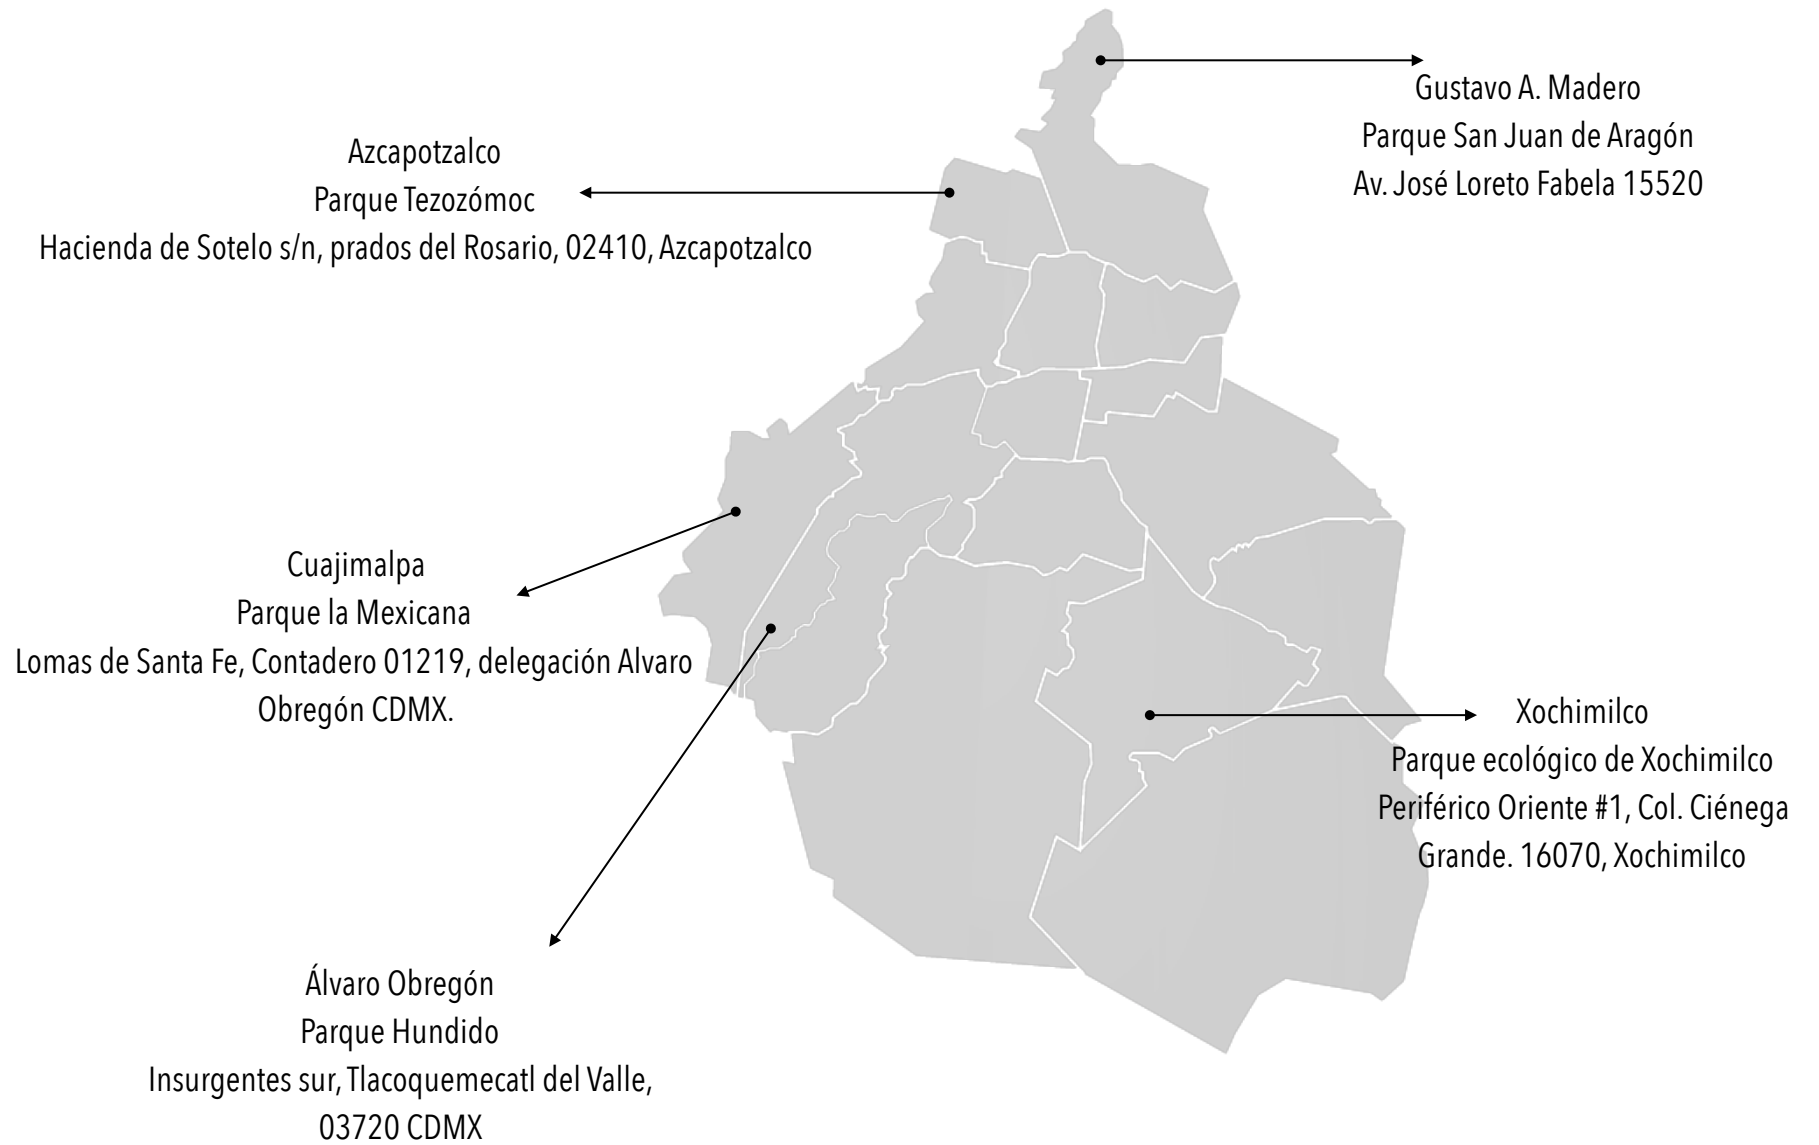 Gustavo A. Madero
Parque San Juan de Aragón
Av. José Loreto Fabela 15520
Azcapotzalco
Parque Tezozómoc
Hacienda de Sotelo s/n, prados del Rosario, 02410, Azcapotzalco
Cuajimalpa
Parque la Mexicana
Lomas de Santa Fe, Contadero 01219, delegación Alvaro
Obregón CDMX.
Xochimilco
Parque ecológico de Xochimilco
Periférico Oriente #1, Col. Ciénega
Grande. 16070, Xochimilco
Álvaro Obregón
Parque Hundido
Insurgentes sur, Tlacoquemecatl del Valle,
03720 CDMX